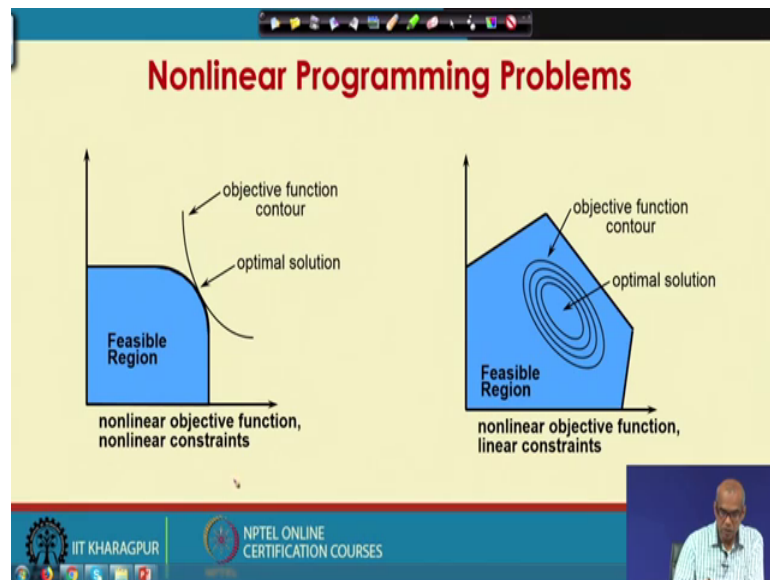 Nonlinear Programming Problems
objective function
contour
optimal solution
Feasible
Region
nonlinear objective function,
nonlinear constraints
objective function
contour
optimal solution
Feasible
Region
nonlinear objective function,
linear constraints
IIT KHARAGPUR
NPTEL ONLINE
CERTIFICATION COURSES